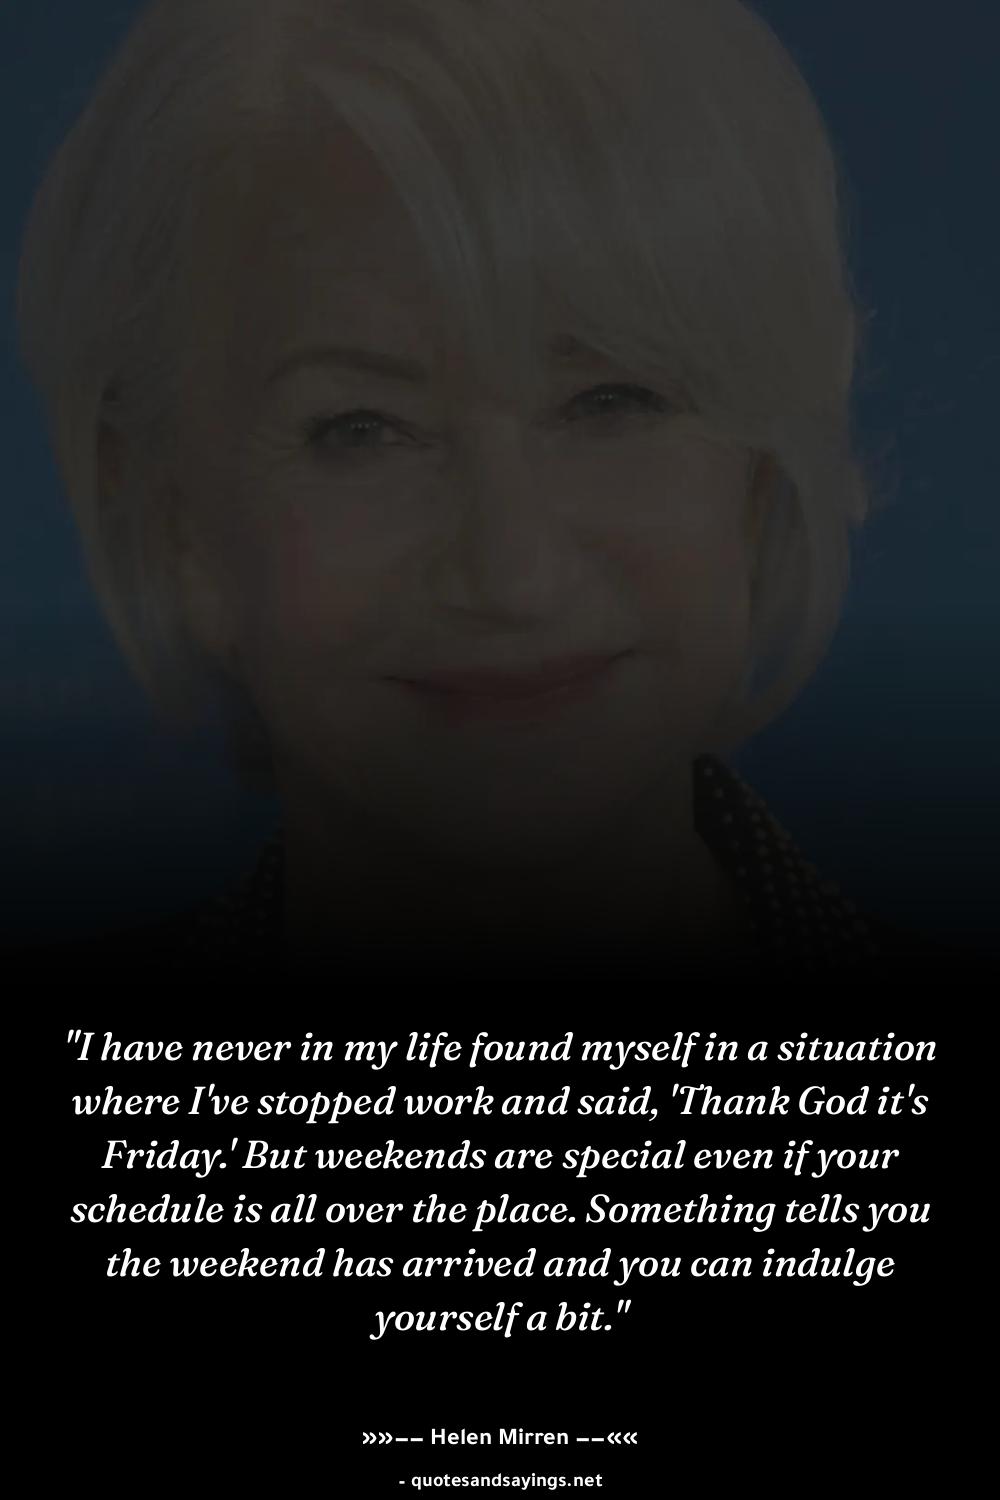 "I have never in my life found myself in a situation
where I've stopped work and said, 'Thank God it's
Friday.' But weekends are special even if your
schedule is all over the place. Something tells you
the weekend has arrived and you can indulge
yourself a bit."
»»−− Helen Mirren −−««
- quotesandsayings.net